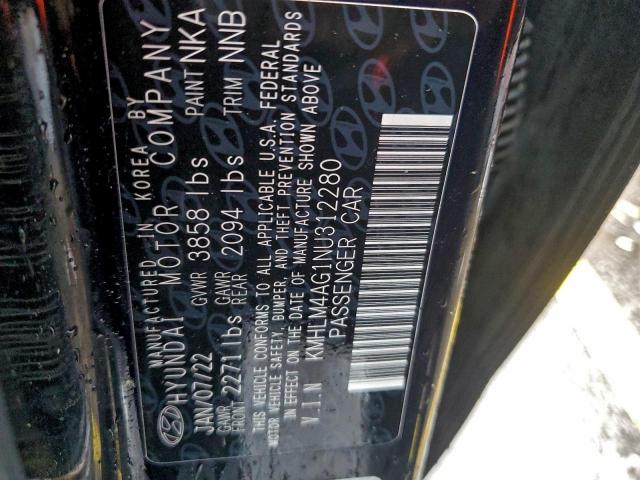 MANUFACTURED IN KOREA BY
HYUNDAI MOTOR COMPANY
JAN/07/22 GVWR 3858 lbs PAINT NKA
GAWR FRONT 2271 lbs GAWR REAR 2094 lbs TRIM NNB
THIS VEHICLE CONFORMS TO ALL APPLICABLE U.S.A. FEDERAL
MOTOR VEHICLE SAFETY, BUMPER, AND THEFT PREVENTION STANDARDS
IN EFFECT ON THE DATE OF MANUFACTURE SHOWN ABOVE
V.I.N KMHLM4AG1NU312280
PASSENGER CAR